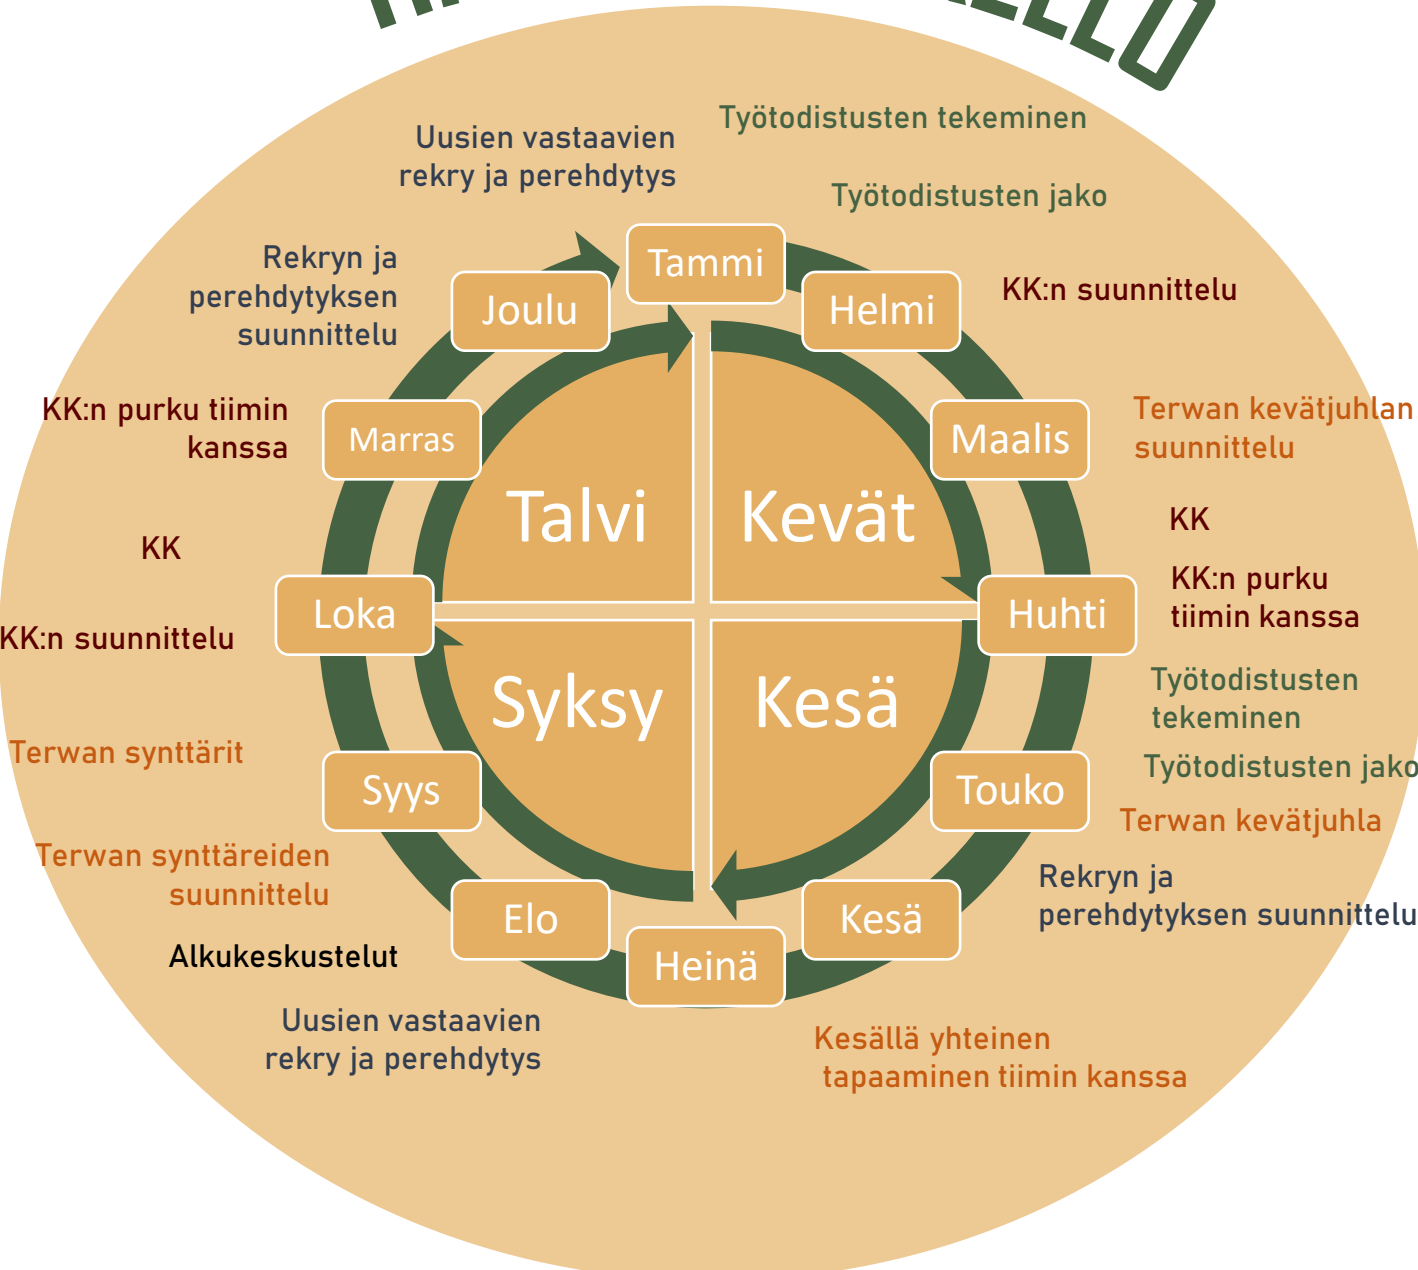 Työtodistusten tekeminen
Uusien vastaavien
rekry ja perehdytys
Työtodistusten jako
Rekryn ja
perehdytyksen
suunnittelu
Tammi
Joulu
Helmi
KK:n suunnittelu
KK:n purku tiimin
kanssa
Marras
Maalis
Terwan kevätjuhlan
suunnittelu
Talvi
Kevät
KK
KK
KK:n purku
tiimin kanssa
Loka
Huhti
KK:n suunnittelu
Syksy
Kesä
Työtodistusten
tekeminen
Terwan synttärit
Työtodistusten jako
Syys
Touko
Terwan kevätjuhla
Terwan synttäreiden
suunnittelu
Rekryn ja
perehdytyksen suunnittelu
Elo
Kesä
Alkukeskustelut
Heinä
Uusien vastaavien
rekry ja perehdytys
Kesällä yhteinen
tapaaminen tiimin kanssa